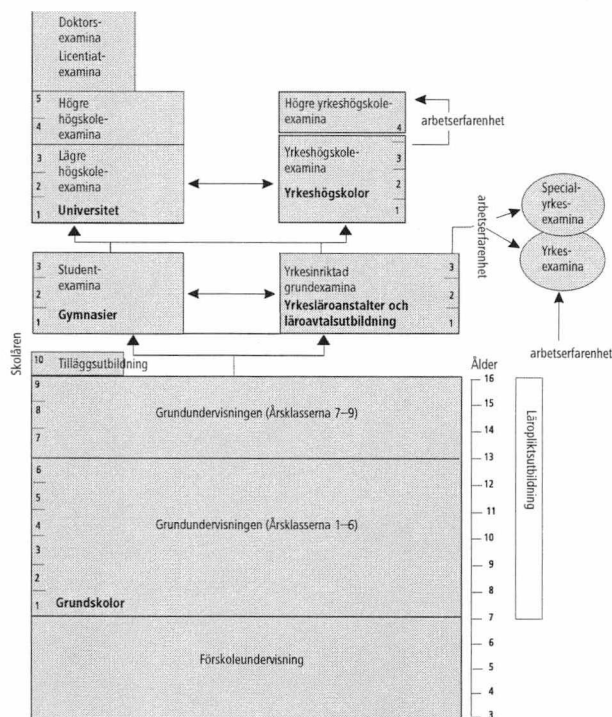 Doktors-
examina
Licentiat-
examina
5
Högre
högskole-
examina
4
3
Lägre
högskole-
examina
2
1
Universitet
Högre yrkeshögskole-
examina
4
arbetserfarenhet
Yrkeshögskole-
examina
3
Yrkeshögskolor
2
1
arbetserfarenhet
Special-
yrkes-
examina
Yrkes-
examina
arbetserfarenhet
3
Student-
examina
2
1
Gymnasier
Yrkesinriktad
grundexamina
3
2
Yrkesläroanstalter och
läroavtalsutbildning
1
Skolåren
10 Tilläggsutbildning
9
8
7
Grundundervisningen (Årsklasserna 7–9)
6
5
4
3
2
1
Grundundervisningen (Årsklasserna 1–6)
Grundskolor
Förskoleundervisning
Ålder
16
15
14
13
12
11
10
9
8
7
6
5
4
3
Läropliktsutbildning